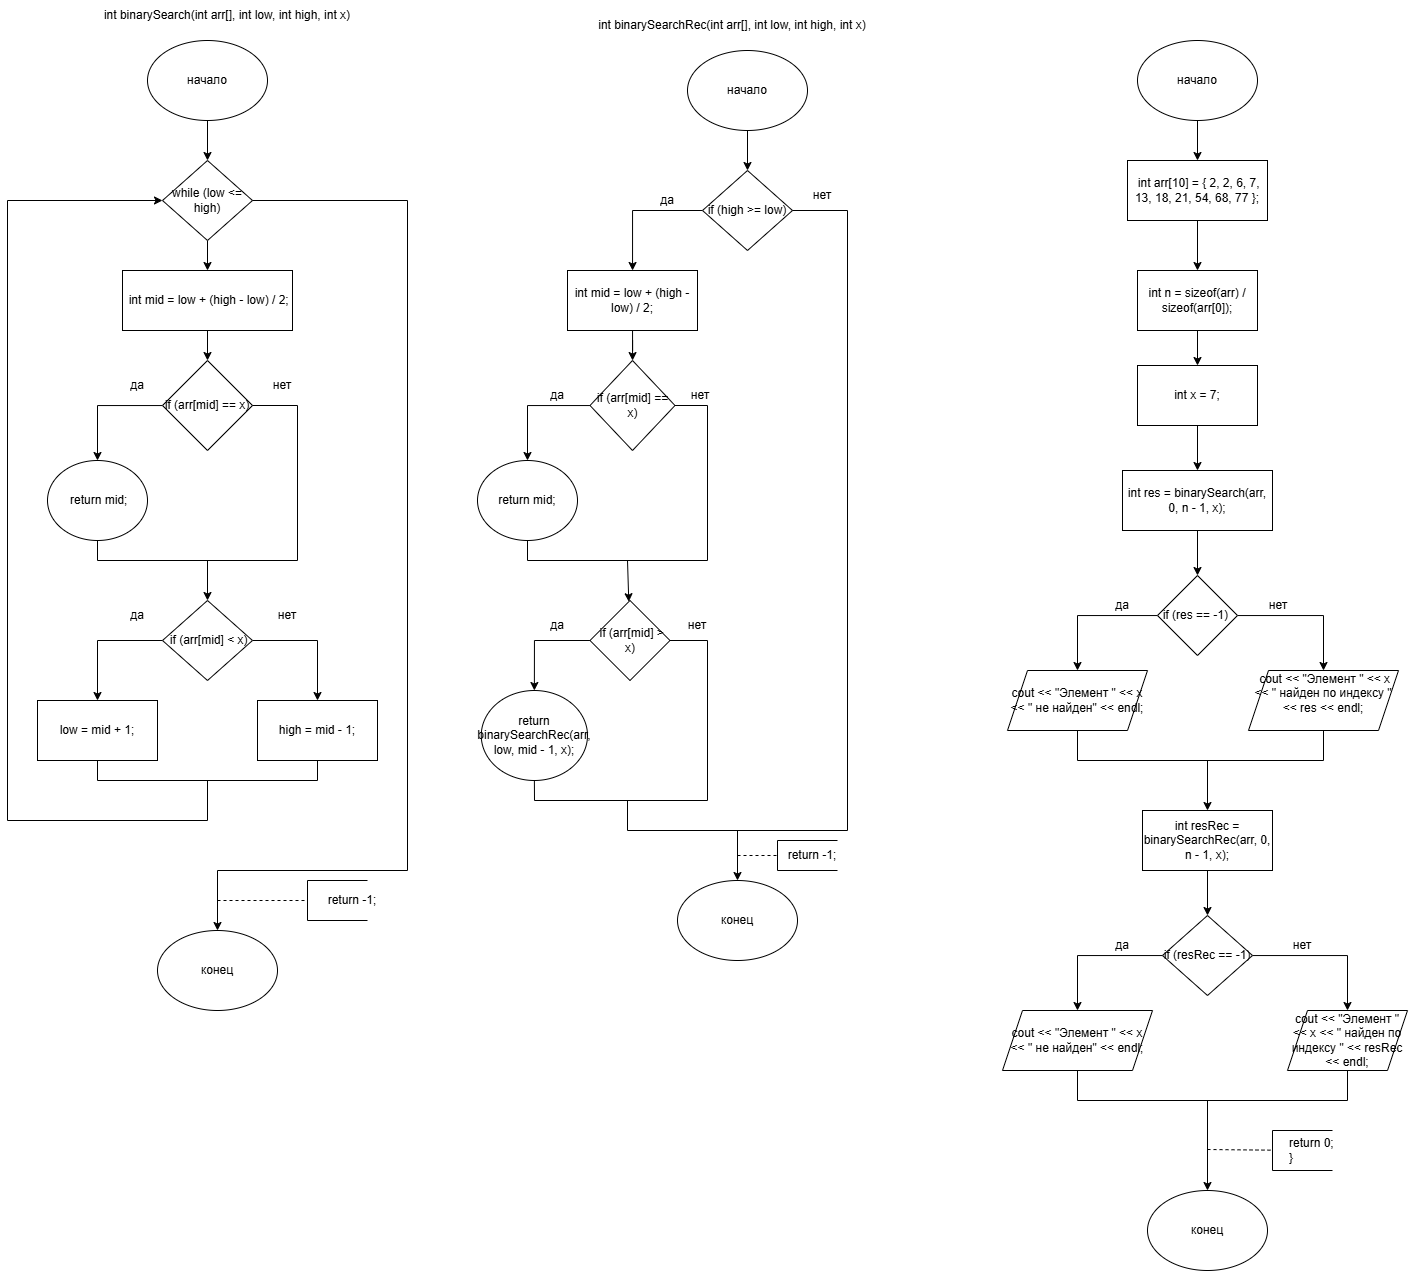 int binarySearch(int arr[], int low, int high, int x)
начало
while (low <=
high)
int mid = low + (high - low) / 2;
if (arr[mid] == x)
да
нет
return mid;
if (arr[mid] < x)
да
нет
low = mid + 1;
high = mid - 1;
return -1;
конец
int binarySearchRec(int arr[], int low, int high, int x)
начало
if (high >= low)
да
нет
int mid = low + (high -
low) / 2;
if (arr[mid] ==
x)
да
нет
return mid;
if (arr[mid] >
x)
да
нет
return
binarySearchRec(arr,
low, mid - 1, x);
return -1;
конец
начало
int arr[10] = { 2, 2, 6, 7,
13, 18, 21, 54, 68, 77 };
int n = sizeof(arr) /
sizeof(arr[0]);
int x = 7;
int res = binarySearch(arr,
0, n - 1, x);
if (res == -1)
да
нет
cout << "Элемент " << x
<< " не найден" << endl;
cout << "Элемент " << x
<< " найден по индексу "
<< res << endl;
int resRec =
binarySearchRec(arr, 0,
n - 1, x);
if (resRec == -1)
да
нет
cout << "Элемент " << x
<< " не найден" << endl;
cout << "Элемент "
<< x << " найден по
индексу " << resRec
<< endl;
return 0;
}
конец